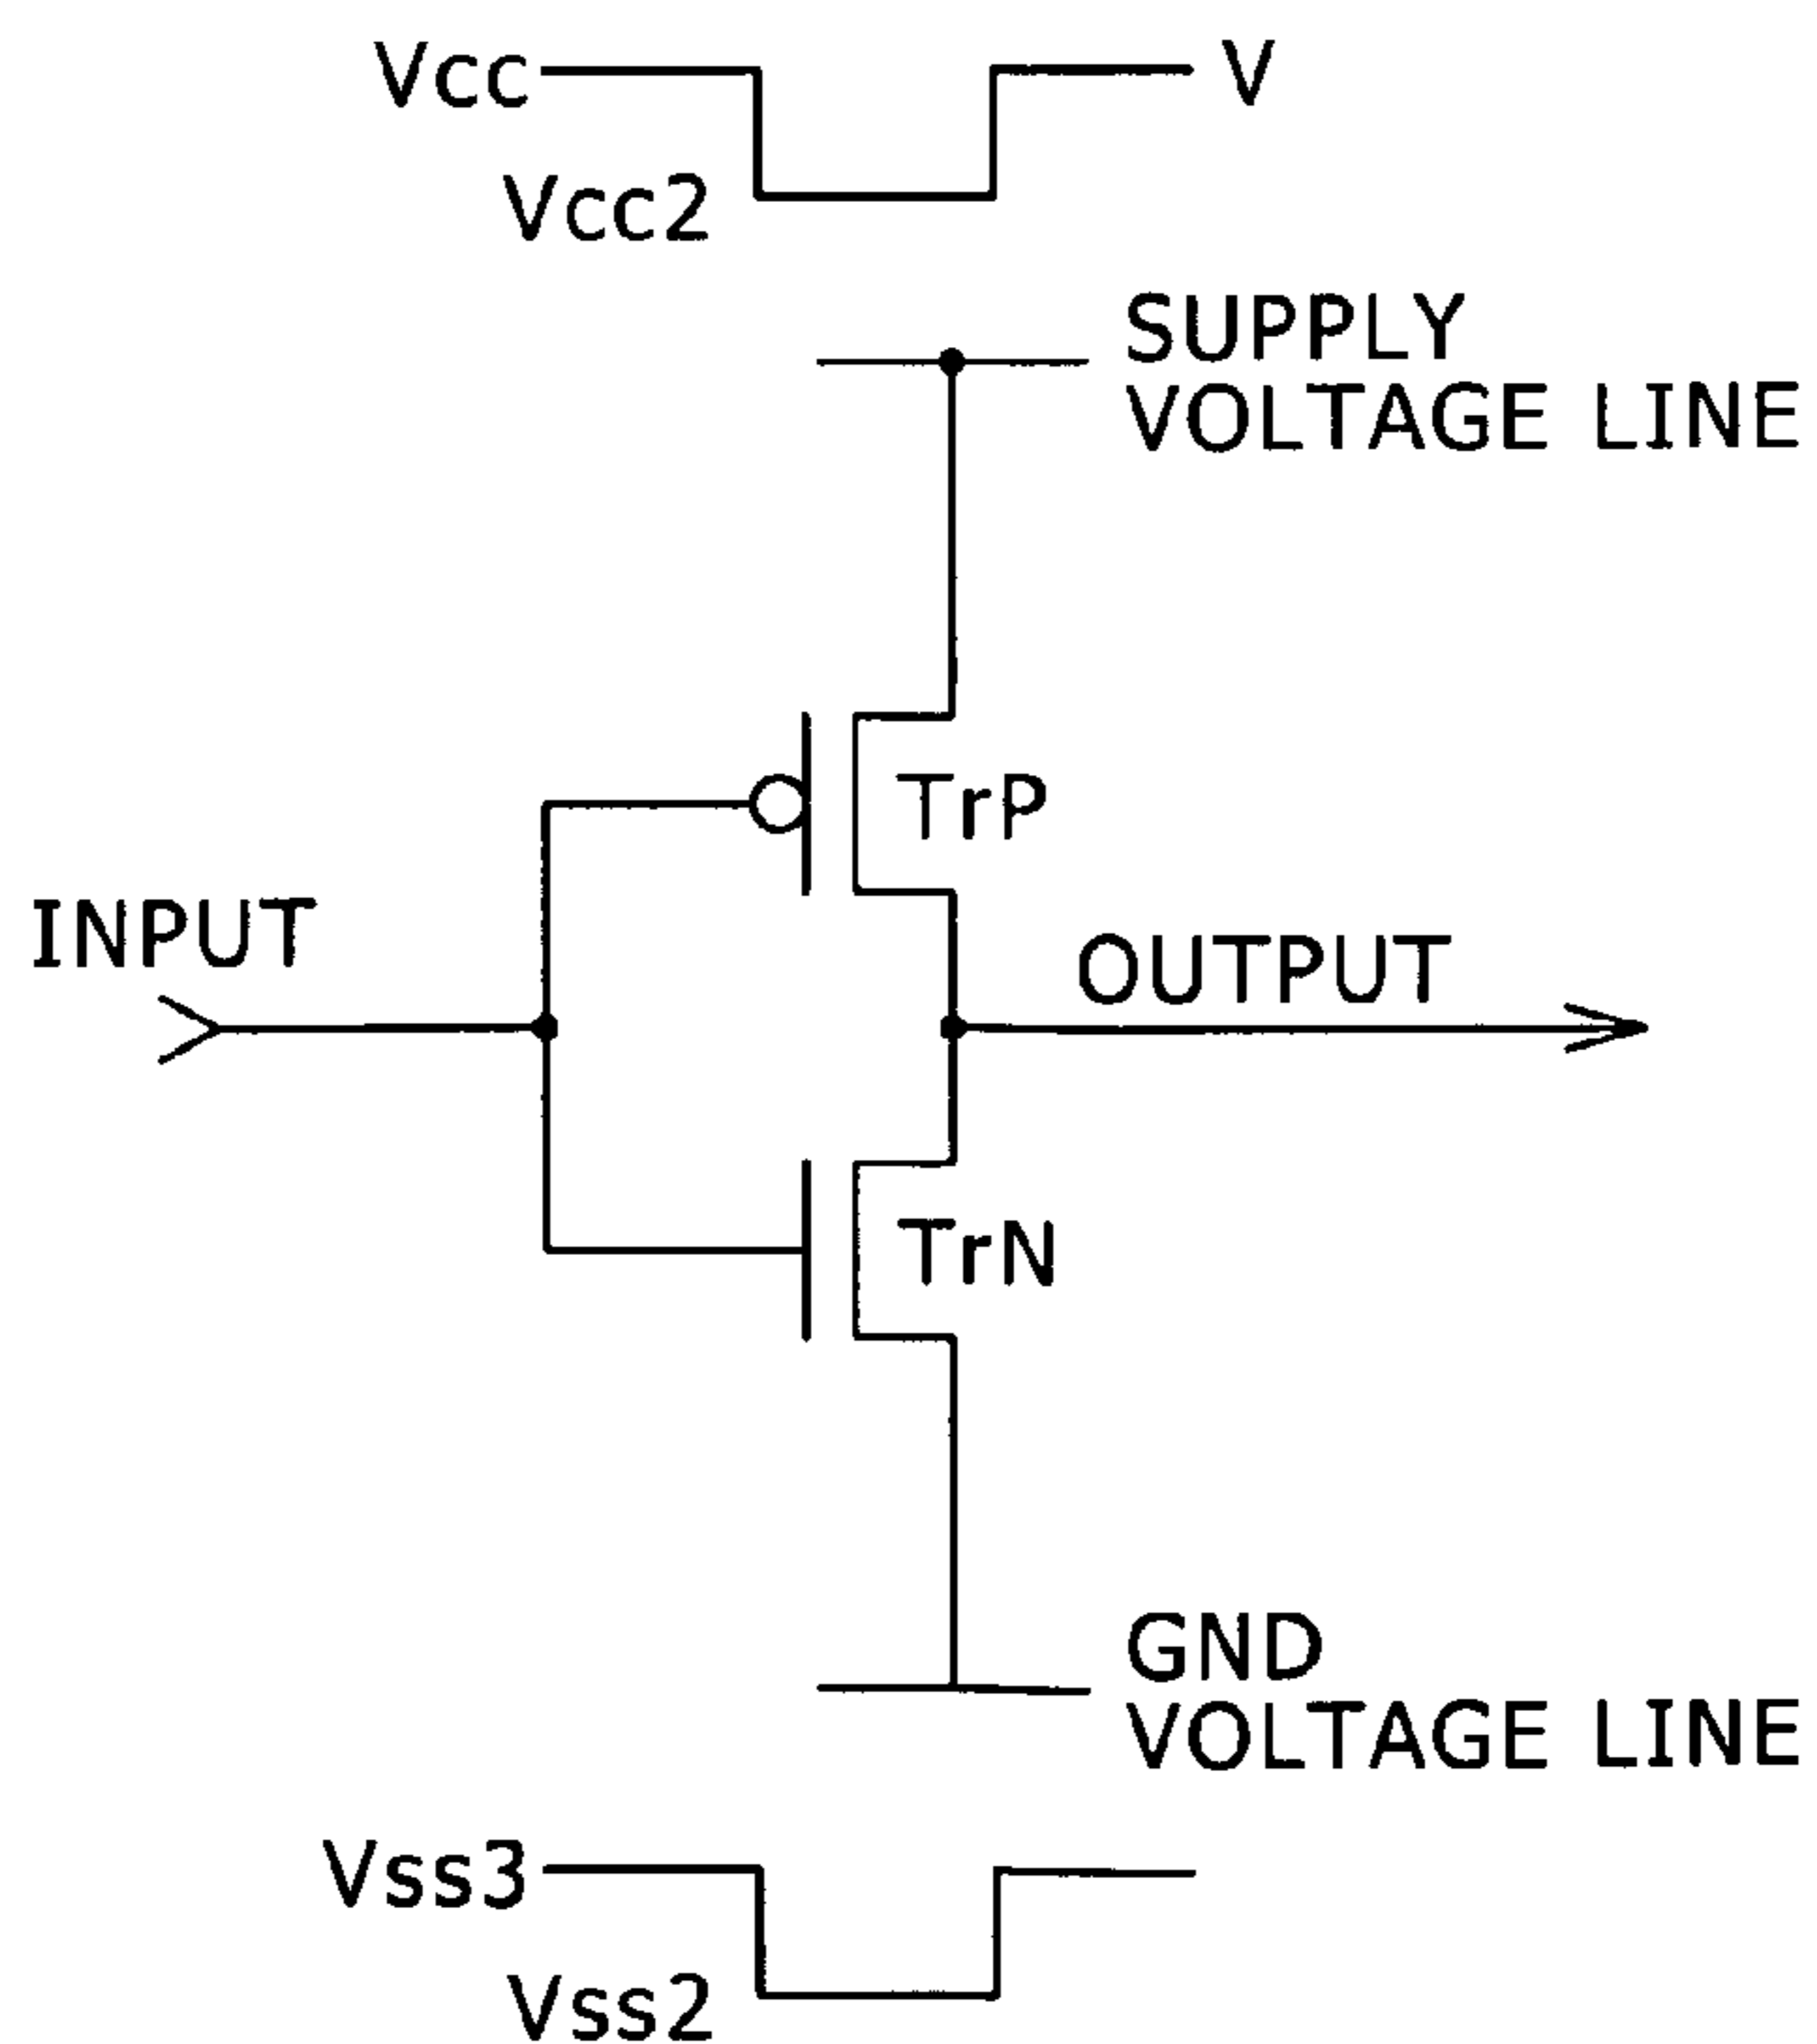 Vcc
V
Vcc2
SUPPLY
VOLTAGE LINE
TrP
INPUT
OUTPUT
TrN
GND
VOLTAGE LINE
Vss3
Vss2